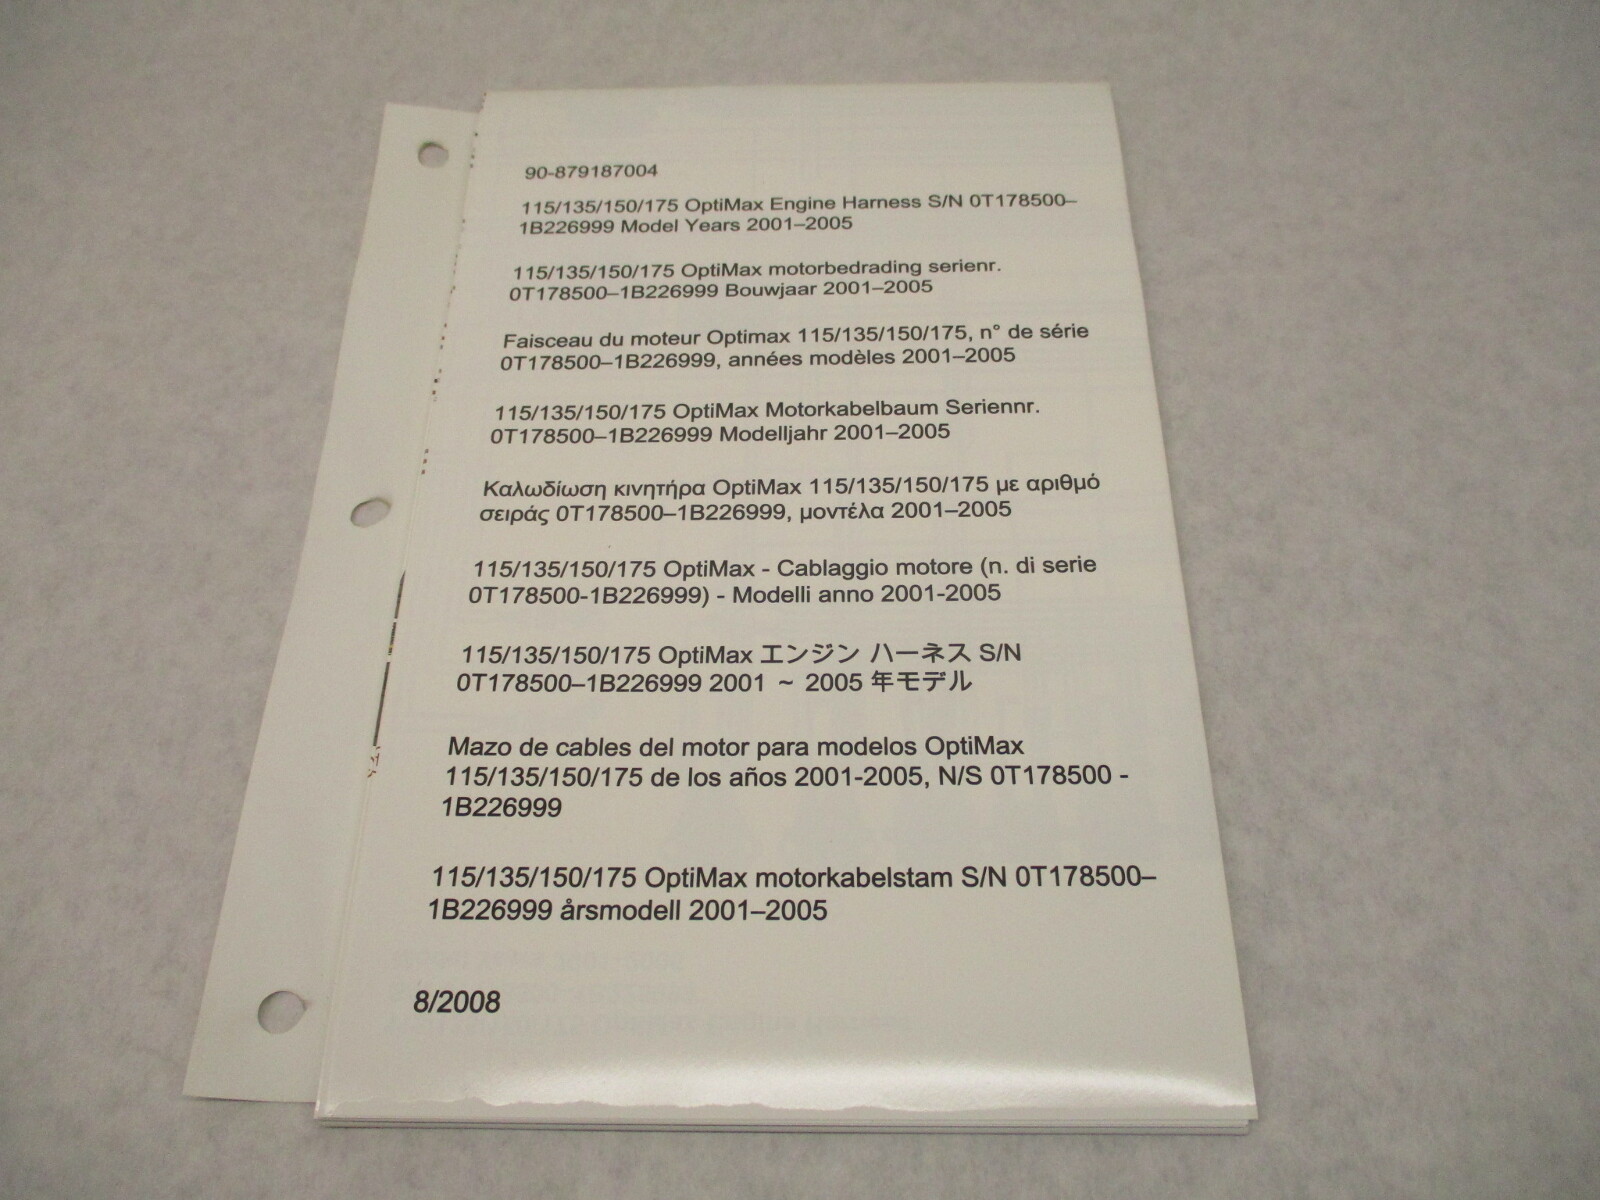 90-879187004
115/135/150/175 OptiMax Engine Harness S/N 0T178500–
1B226999 Model Years 2001–2005
115/135/150/175 OptiMax motorbedrading serienr.
0T178500–1B226999 Bouwjaar 2001–2005
Faisceau du moteur Optimax 115/135/150/175, n° de série
0T178500–1B226999, années modèles 2001–2005
115/135/150/175 OptiMax Motorkabelbaum Seriennr.
0T178500–1B226999 Modelljahr 2001–2005
Καλωδίωση κινητήρα OptiMax 115/135/150/175 με αριθμό
σειράς 0T178500–1B226999, μοντέλα 2001–2005
115/135/150/175 OptiMax - Cablaggio motore (n. di serie
0T178500-1B226999) - Modelli anno 2001-2005
115/135/150/175 OptiMax エンジン ハーネス S/N
0T178500–1B226999 2001 ~ 2005 年モデル
Mazo de cables del motor para modelos OptiMax
115/135/150/175 de los años 2001-2005, N/S 0T178500 -
1B226999
115/135/150/175 OptiMax motorkabelstam S/N 0T178500–
1B226999 årsmodell 2001–2005
8/2008